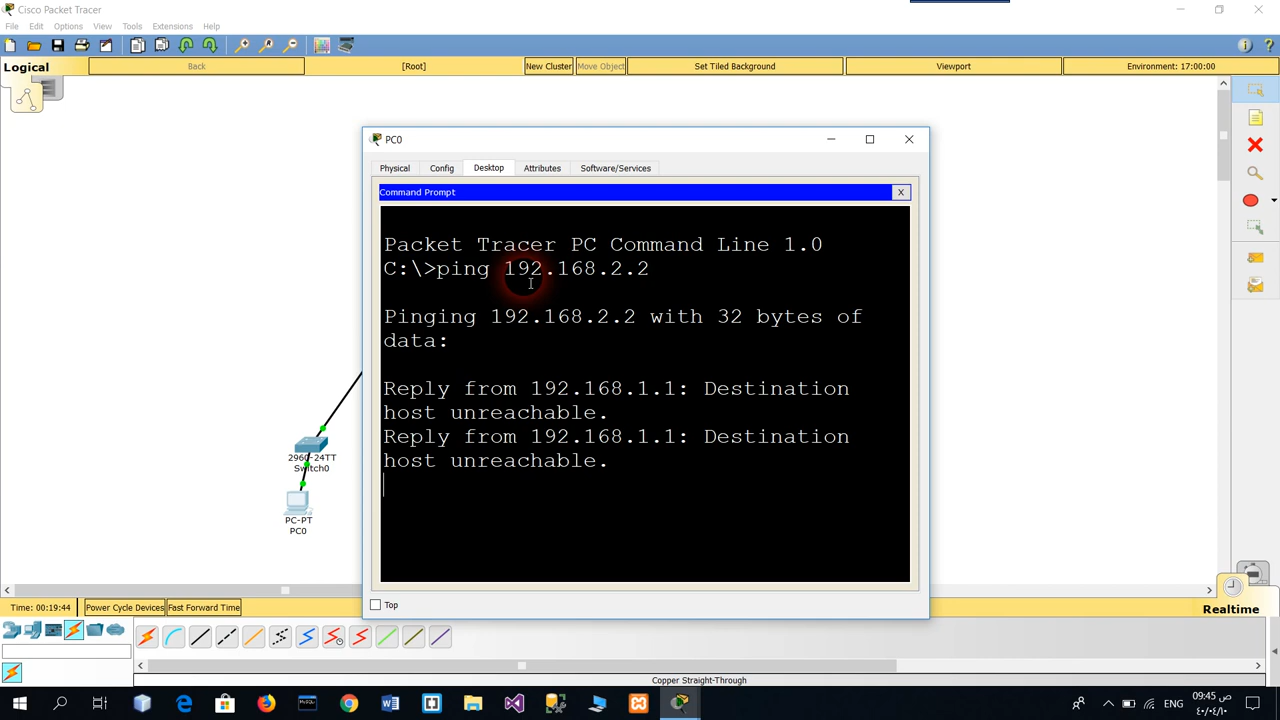 Cisco Packet Tracer
File Edit Options View Tools Extensions Help
Logical Back [Root] New Cluster Move Object Set Tiled Background Viewport Environment: 17:00:00
PC0
Physical Config Desktop Attributes Software/Services
Command Prompt X
Packet Tracer PC Command Line 1.0
C:\>ping 192.168.2.2
Pinging 192.168.2.2 with 32 bytes of
data:
Reply from 192.168.1.1: Destination
host unreachable.
Reply from 192.168.1.1: Destination
host unreachable.
2960-24TT
Switch0
PC-PT
PC0
Top
Time: 00:19:44 Power Cycle Devices Fast Forward Time Realtime
Copper Straight-Through
ENG 09:45 ص